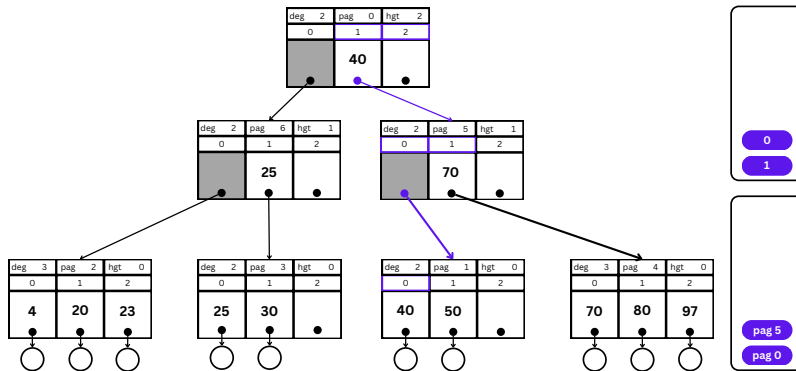 deg 2 pag 0 hgt 2
0 1 2
40
deg 2 pag 6 hgt 1
0 1 2
25
deg 2 pag 5 hgt 1
0 1 2
70
deg 3 pag 2 hgt 0
0 1 2
4 20 23
deg 2 pag 3 hgt 0
0 1 2
25 30
deg 2 pag 1 hgt 0
0 1 2
40 50
deg 3 pag 4 hgt 0
0 1 2
70 80 97
0
1
pag 5
pag 0